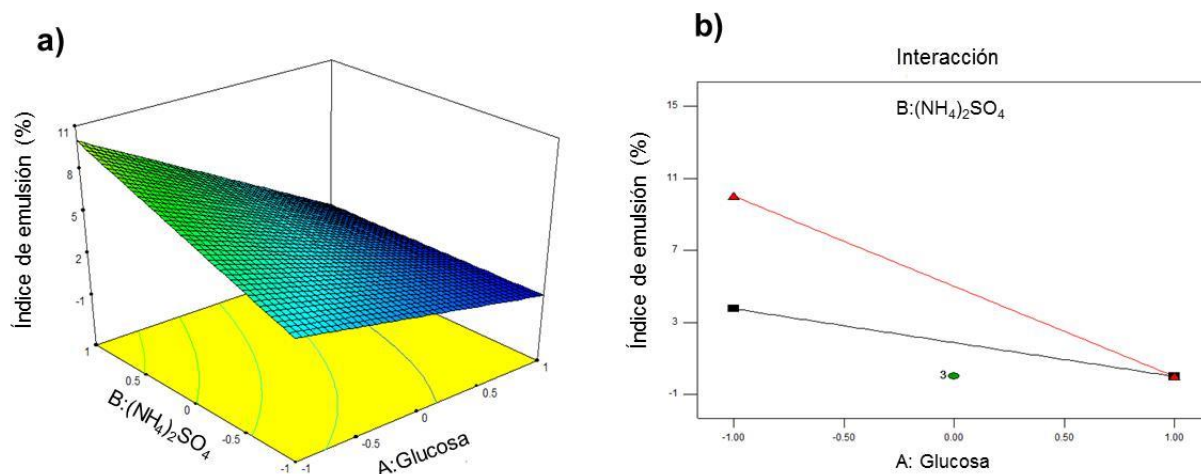 a)
Índice de emulsión (%)
11
8
5
2
-1
1
0.5
0
-0.5
-1
B:(NH₄)₂SO₄
-1
-0.5
0
0.5
1
A:Glucosa
b)
Interacción
B:(NH₄)₂SO₄
Índice de emulsión (%)
15
11
7
3
-1
3
-1.00
-0.50
0.00
0.50
1.00
A: Glucosa